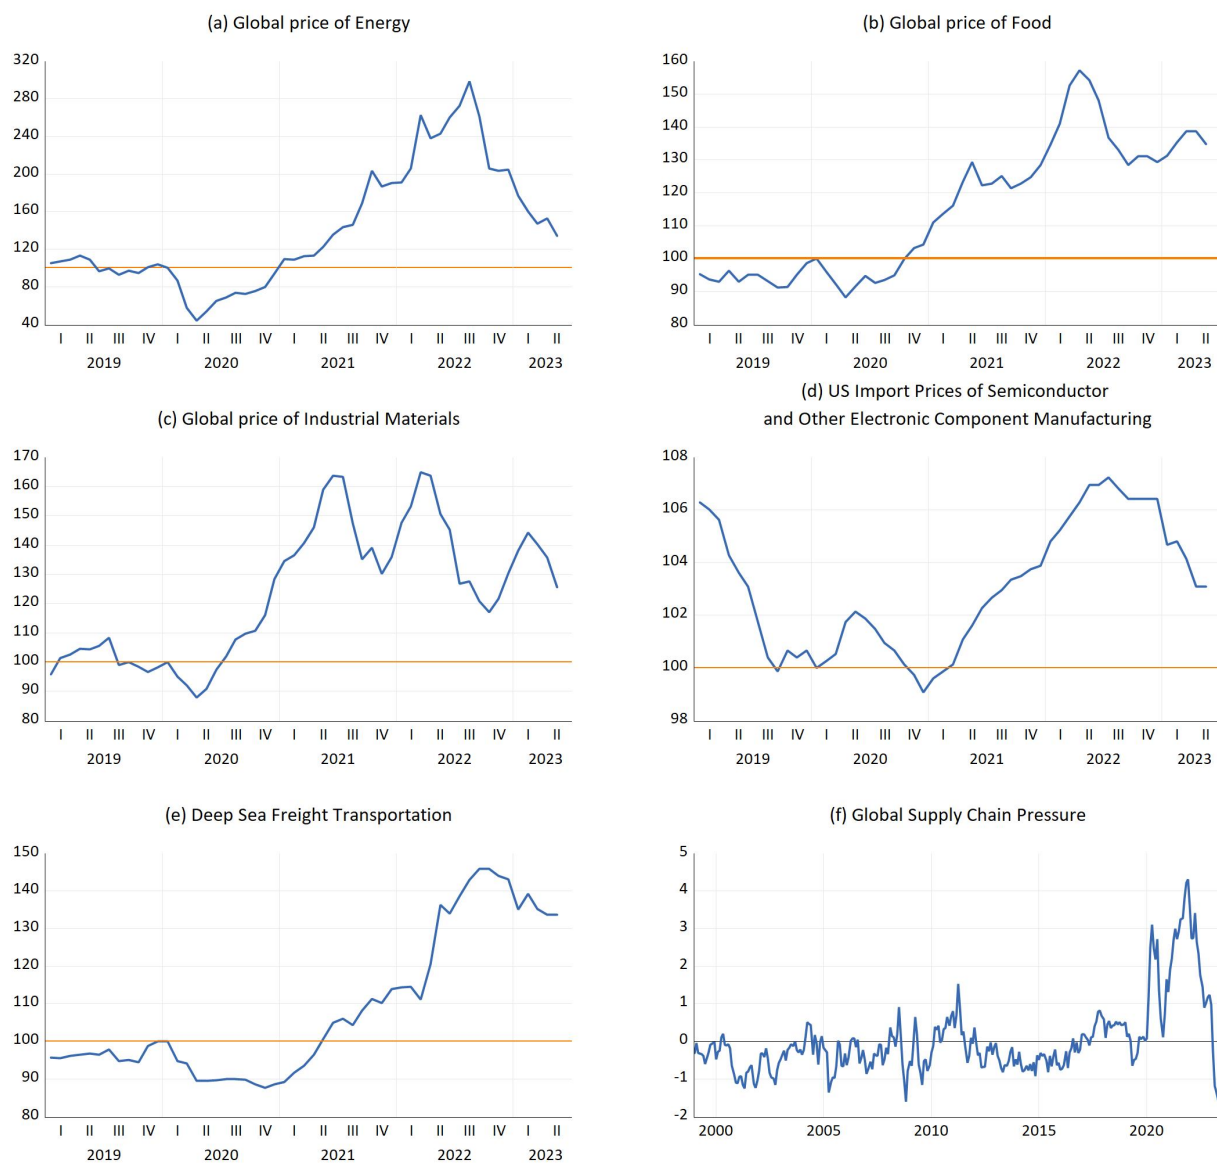 (a) Global price of Energy
320
280
240
200
160
120
80
40
I II III IV I II III IV I II III IV I II III IV I II
2019 2020 2021 2022 2023
(b) Global price of Food
160
150
140
130
120
110
100
90
80
I II III IV I II III IV I II III IV I II III IV I II
2019 2020 2021 2022 2023
(c) Global price of Industrial Materials
170
160
150
140
130
120
110
100
90
80
I II III IV I II III IV I II III IV I II III IV I II
2019 2020 2021 2022 2023
(d) US Import Prices of Semiconductor
and Other Electronic Component Manufacturing
108
106
104
102
100
98
I II III IV I II III IV I II III IV I II III IV I II
2019 2020 2021 2022 2023
(e) Deep Sea Freight Transportation
150
140
130
120
110
100
90
80
I II III IV I II III IV I II III IV I II III IV I II
2019 2020 2021 2022 2023
(f) Global Supply Chain Pressure
5
4
3
2
1
0
-1
-2
2000 2005 2010 2015 2020